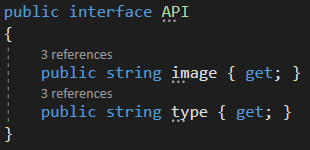 public interface API
{
3 references
public string image { get; }
3 references
public string type { get; }
}